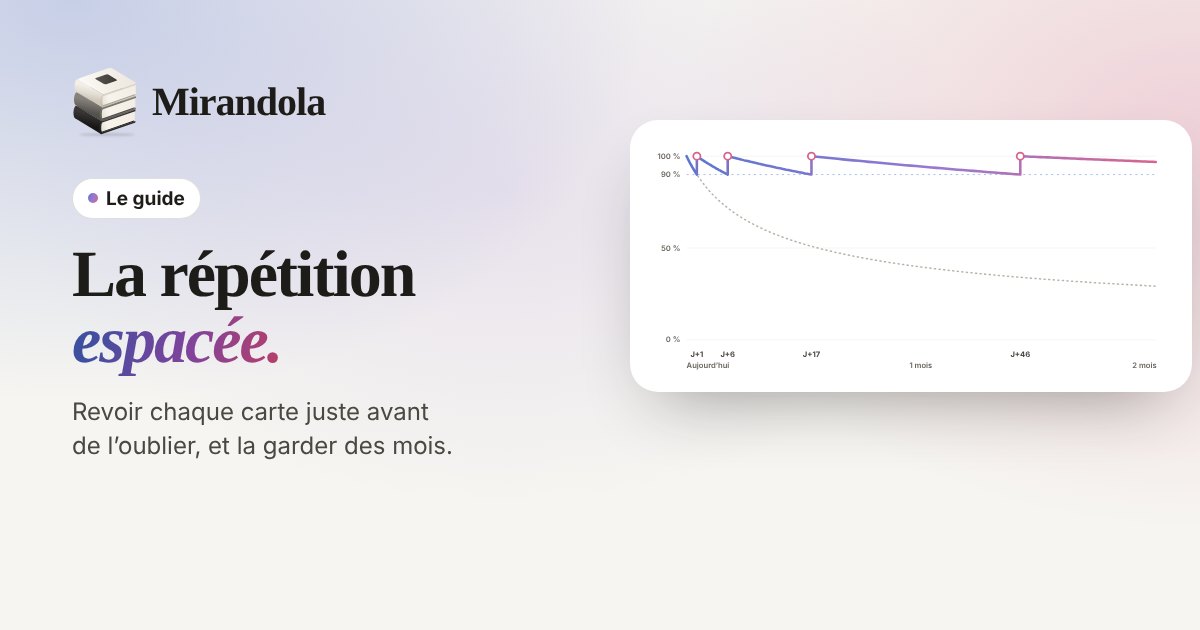 Mirandola
Le guide
La répétition
espacée.
Revoir chaque carte juste avant
de l’oublier, et la garder des mois.
100 %
90 %
50 %
0 %
J+1 J+6 J+17 J+46
Aujourd’hui 1 mois 2 mois